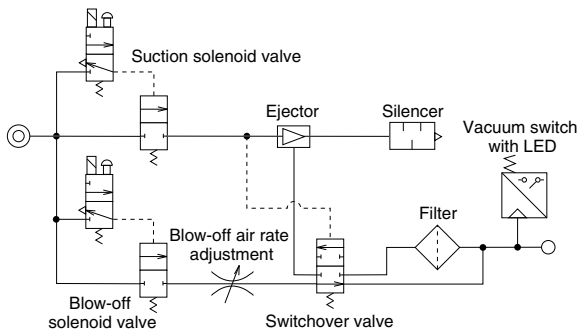 Suction solenoid valve
Ejector
Silencer
Vacuum switch
with LED
Blow-off air rate
adjustment
Filter
Blow-off
solenoid valve
Switchover valve